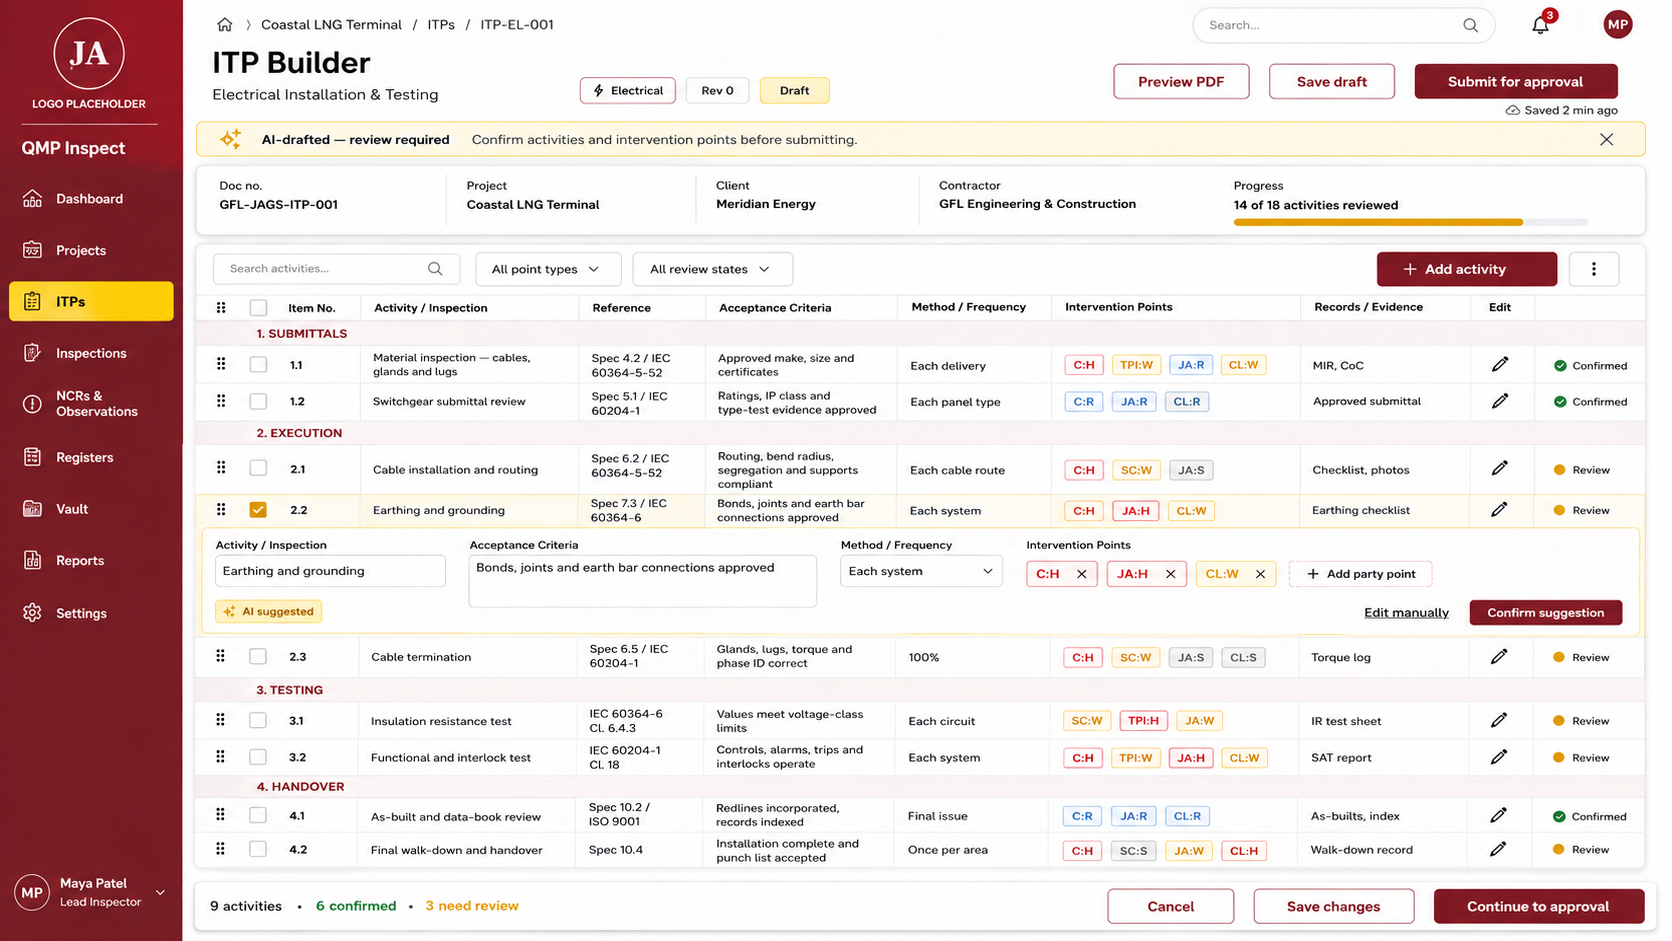 JA
LOGO PLACEHOLDER
QMP Inspect
Dashboard
Projects
ITPs
Inspections
NCRs &
Observations
Registers
Vault
Reports
Settings
MP
Maya Patel
Lead Inspector
Coastal LNG Terminal / ITPs / ITP-EL-001
Search...
3
MP
ITP Builder
Electrical Installation & Testing
Electrical
Rev 0
Draft
Preview PDF
Save draft
Submit for approval
Saved 2 min ago
AI-drafted — review required Confirm activities and intervention points before submitting.
Doc no.
GFL-JAGS-ITP-001
Project
Coastal LNG Terminal
Client
Meridian Energy
Contractor
GFL Engineering & Construction
Progress
14 of 18 activities reviewed
Search activities...
All point types
All review states
+ Add activity
Item No. Activity / Inspection Reference Acceptance Criteria Method / Frequency Intervention Points Records / Evidence Edit
1. SUBMITTALS
1.1
Material inspection — cables,
glands and lugs
Spec 4.2 / IEC
60364-5-52
Approved make, size and
certificates
Each delivery
C:H TPI:W JA:R CL:W
MIR, CoC
Confirmed
1.2
Switchgear submittal review
Spec 5.1 / IEC
60204-1
Ratings, IP class and
type-test evidence approved
Each panel type
C:R JA:R CL:R
Approved submittal
Confirmed
2. EXECUTION
2.1
Cable installation and routing
Spec 6.2 / IEC
60364-5-52
Routing, bend radius,
segregation and supports
compliant
Each cable route
C:H SC:W JA:S
Checklist, photos
Review
2.2
Earthing and grounding
Spec 7.3 / IEC
60364-6
Bonds, joints and earth bar
connections approved
Each system
C:H JA:H CL:W
Earthing checklist
Review
Activity / Inspection
Earthing and grounding
AI suggested
Acceptance Criteria
Bonds, joints and earth bar connections approved
Method / Frequency
Each system
Intervention Points
C:H × JA:H × CL:W × + Add party point
Edit manually
Confirm suggestion
2.3
Cable termination
Spec 6.5 / IEC
60204-1
Glands, lugs, torque and
phase ID correct
100%
C:H SC:W JA:S CL:S
Torque log
Review
3. TESTING
3.1
Insulation resistance test
IEC 60364-6
Cl. 6.4.3
Values meet voltage-class
limits
Each circuit
SC:W TPI:H JA:W
IR test sheet
Review
3.2
Functional and interlock test
IEC 60204-1
Cl. 18
Controls, alarms, trips and
interlocks operate
Each system
C:H TPI:W JA:H CL:W
SAT report
Review
4. HANDOVER
4.1
As-built and data-book review
Spec 10.2 /
ISO 9001
Redlines incorporated,
records indexed
Final issue
C:R JA:R CL:R
As-builts, index
Confirmed
4.2
Final walk-down and handover
Spec 10.4
Installation complete and
punch list accepted
Once per area
C:H SC:S JA:W CL:H
Walk-down record
Review
9 activities • 6 confirmed • 3 need review
Cancel
Save changes
Continue to approval